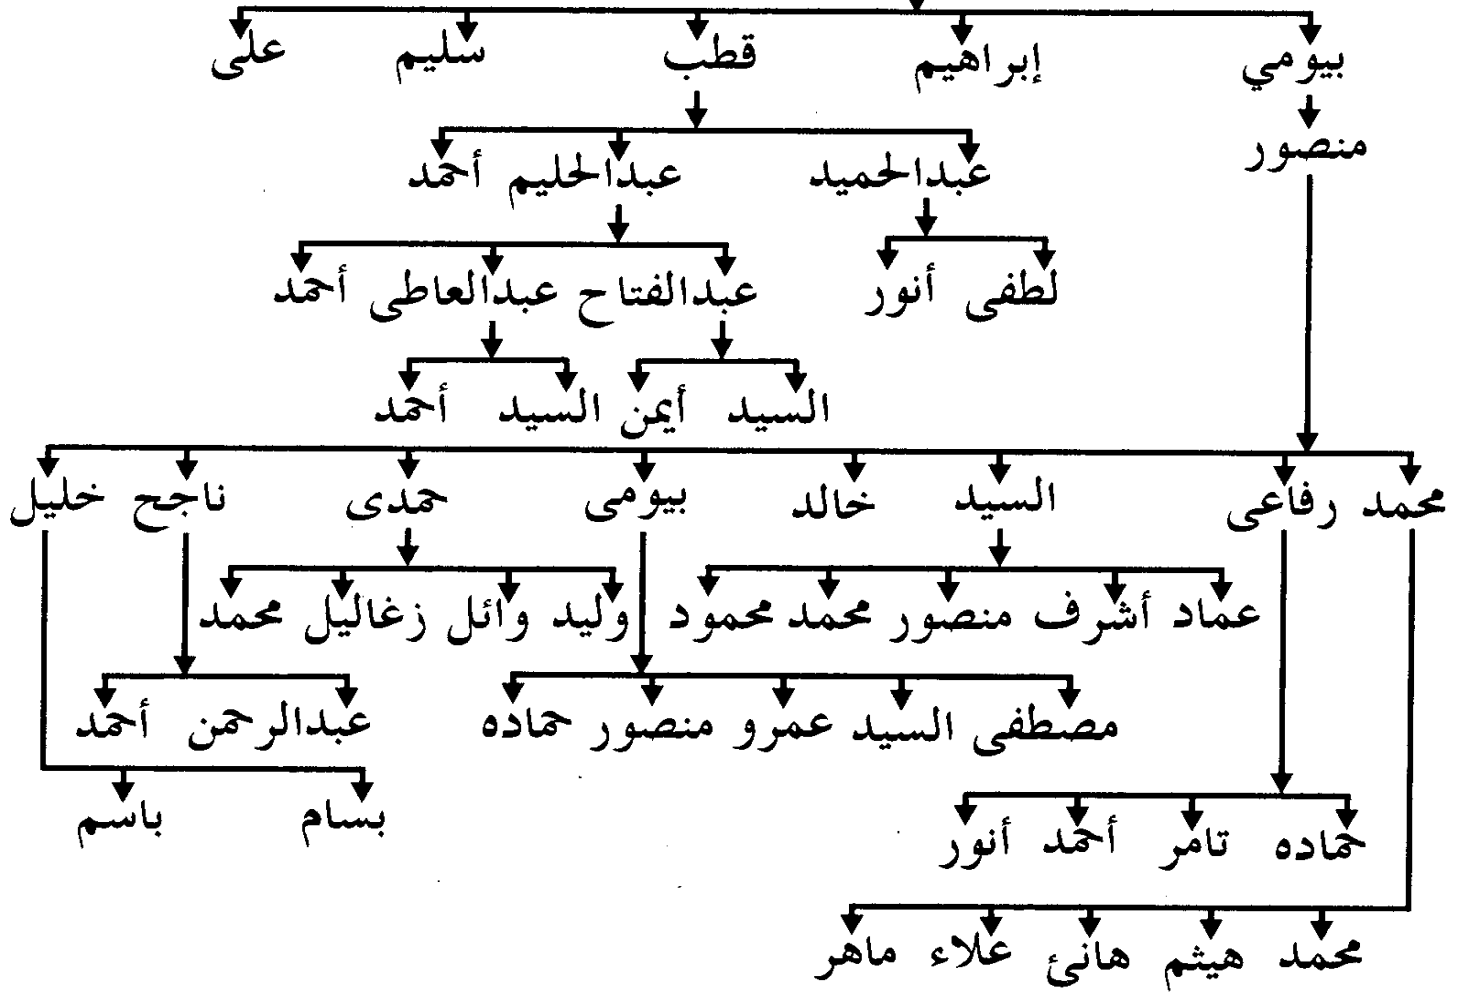 بيومي إبراهيم قطب سليم على
منصور
عبدالحميد عبدالحليم أحمد
لطفى أنور عبدالفتاح عبدالعاطى أحمد
السيد أيمن السيد أحمد
محمد رفاعى السيد خالد بيومى حمدى ناجح خليل
عماد أشرف منصور محمد محمود وليد وائل زغاليل محمد
مصطفى السيد عمرو منصور حماده عبدالرحمن أحمد
بسام باسم
حماده تامر أحمد أنور
محمد هيثم هانئ علاء ماهر